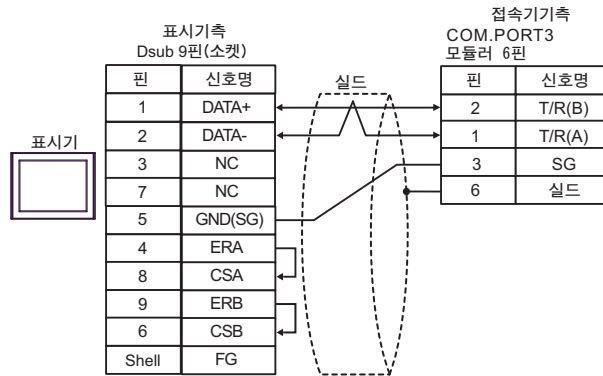 표시기측
Dsub 9핀(소켓)
접속기기측
COM.PORT3
모듈러 6핀
표시기
실드
핀 신호명
1 DATA+
2 DATA-
3 NC
7 NC
5 GND(SG)
4 ERA
8 CSA
9 ERB
6 CSB
Shell FG
핀 신호명
2 T/R(B)
1 T/R(A)
3 SG
6 실드